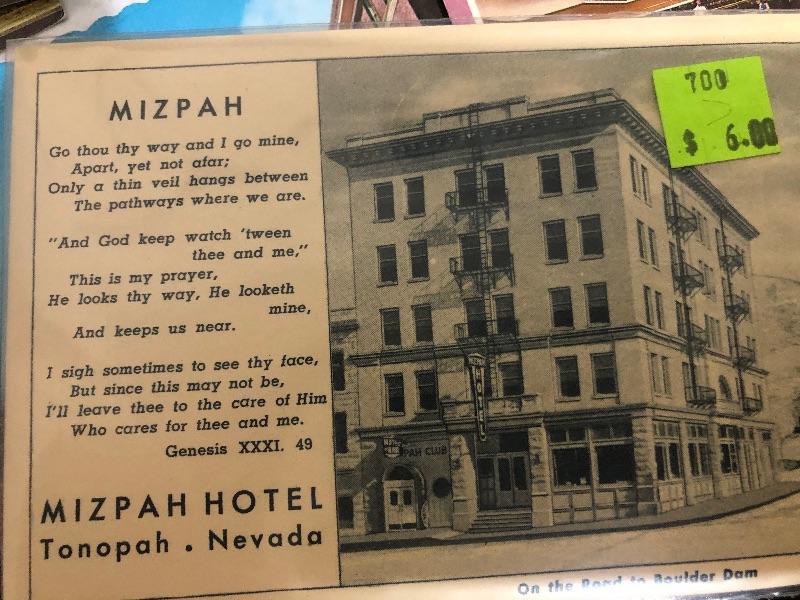 MIZPAH
Go thou thy way and I go mine,
Apart, yet not afar;
Only a thin veil hangs between
The pathways where we are.
"And God keep watch 'tween
thee and me,"
This is my prayer,
He looks thy way, He looketh
mine,
And keeps us near.
I sigh sometimes to see thy face,
But since this may not be,
I'll leave thee to the care of Him
Who cares for thee and me.
Genesis XXXI. 49
MIZPAH HOTEL
Tonopah . Nevada
700
$ 6.00
HOTEL
PAH CLUB
On the Road to Boulder Dam